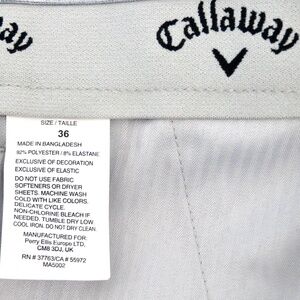 Callaway
SIZE / TAILLE
36
MADE IN BANGLADESH
92% POLYESTER / 8% ELASTANE
EXCLUSIVE OF DECORATION
EXCLUSIVE OF ELASTIC
DO NOT USE FABRIC
SOFTENERS OR DRYER
SHEETS. MACHINE WASH
COLD WITH LIKE COLORS.
DELICATE CYCLE.
NON-CHLORINE BLEACH IF
NEEDED. TUMBLE DRY LOW
COOL IRON. DO NOT DRY CLEAN.
MANUFACTURED FOR:
Perry Ellis Europe LTD.
CM8 3DJ, UK
RN # 37763/CA # 55972
MA5002